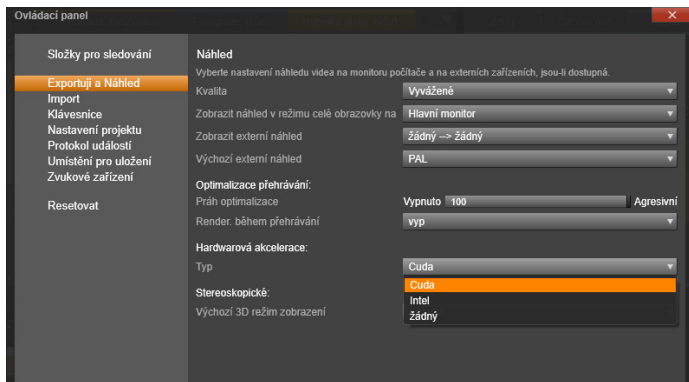 Ovládací panel
Složky pro sledování
Exportuji a Náhled
Import
Klávesnice
Nastavení projektu
Protokol událostí
Umístění pro uložení
Zvukové zařízení
Resetovat
Náhled
Vyberte nastavení náhledu videa na monitoru počítače a na externích zařízeních, jsou-li dostupná.
Kvalita Vyvážené
Zobrazit náhled v režimu celé obrazovky na Hlavní monitor
Zobrazit externí náhled žádný --> žádný
Výchozí externí náhled PAL
Optimalizace přehrávání:
Práh optimalizace Vypnuto 100 Agresivní
Render. během přehrávání vyp
Hardwarová akcelerace:
Typ Cuda
Cuda
Intel
žádný
Stereoskopické:
Výchozí 3D režim zobrazení